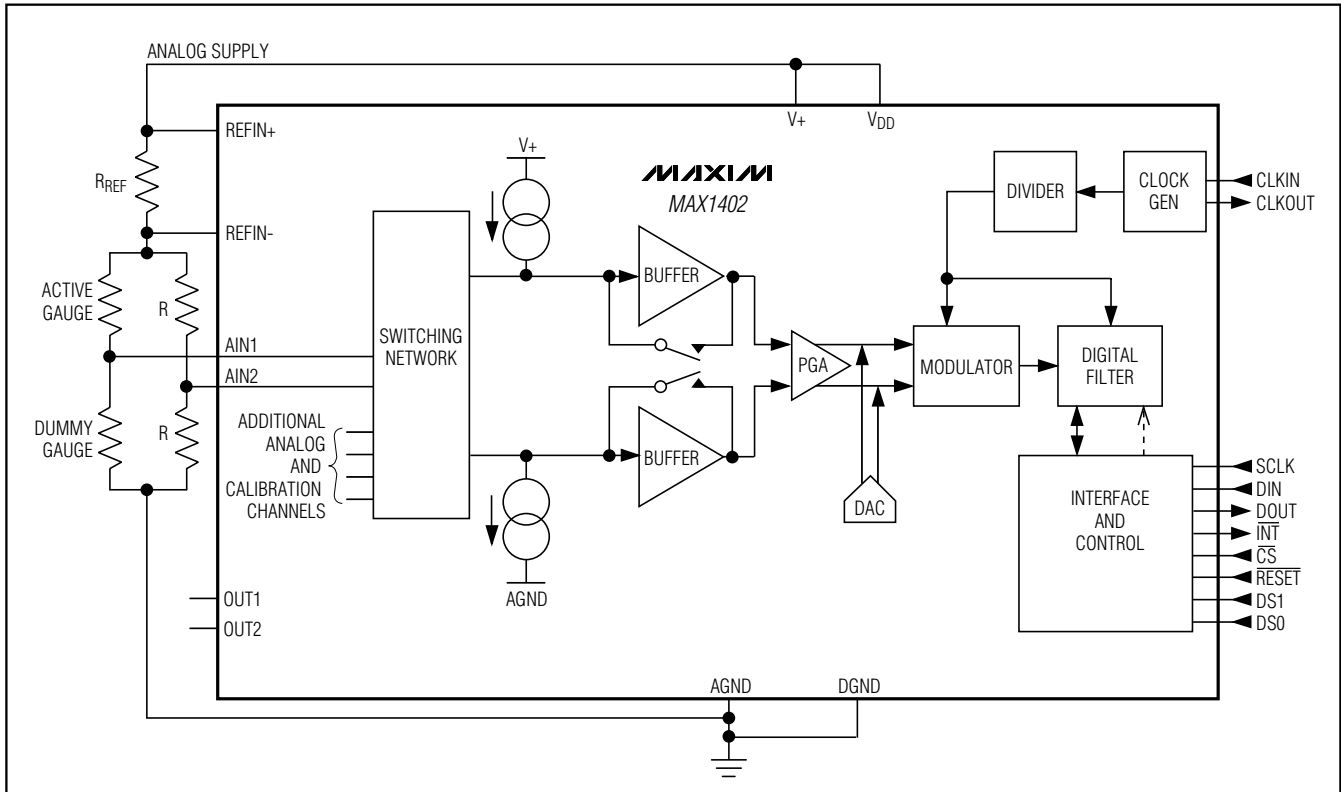 ANALOG SUPPLY
V+
VDD
REFIN+
RREF
REFIN-
ACTIVE
GAUGE
R
AIN1
AIN2
DUMMY
GAUGE
R
ADDITIONAL
ANALOG
AND
CALIBRATION
CHANNELS
OUT1
OUT2
SWITCHING
NETWORK
V+
AGND
MAXIM
MAX1402
BUFFER
BUFFER
PGA
DAC
DIVIDER
CLOCK
GEN
CLKIN
CLKOUT
MODULATOR
DIGITAL
FILTER
INTERFACE
AND
CONTROL
SCLK
DIN
DOUT
INT
CS
RESET
DS1
DS0
AGND
DGND